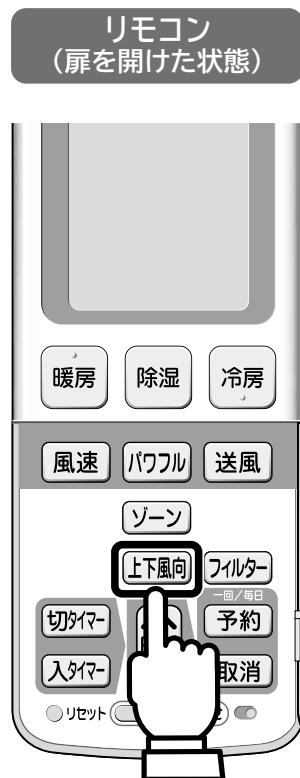 リモコン
（扉を開けた状態）
暖房 除湿 冷房
風速 パワフル 送風
ゾーン
上下風向 フィルター
一回/毎日
切タイマー 予約
入タイマー 取消
リセット